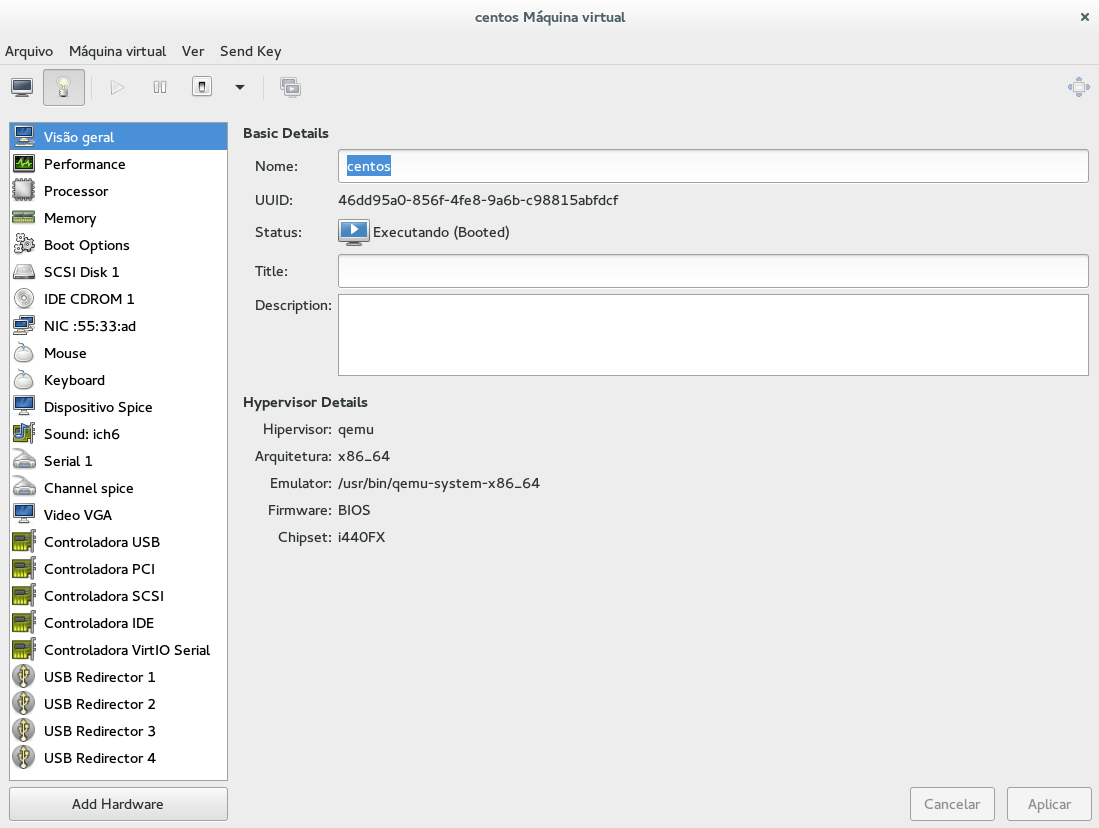 centos Máquina virtual
Arquivo Máquina virtual Ver Send Key
Visão geral
Performance
Processor
Memory
Boot Options
SCSI Disk 1
IDE CDROM 1
NIC :55:33:ad
Mouse
Keyboard
Dispositivo Spice
Sound: ich6
Serial 1
Channel spice
Video VGA
Controladora USB
Controladora PCI
Controladora SCSI
Controladora IDE
Controladora VirtIO Serial
USB Redirector 1
USB Redirector 2
USB Redirector 3
USB Redirector 4
Add Hardware
Basic Details
Nome: centos
UUID: 46dd95a0-856f-4fe8-9a6b-c98815abfdcf
Status: Executando (Booted)
Title:
Description:
Hypervisor Details
Hipervisor: qemu
Arquitetura: x86_64
Emulator: /usr/bin/qemu-system-x86_64
Firmware: BIOS
Chipset: i440FX
Cancelar Aplicar